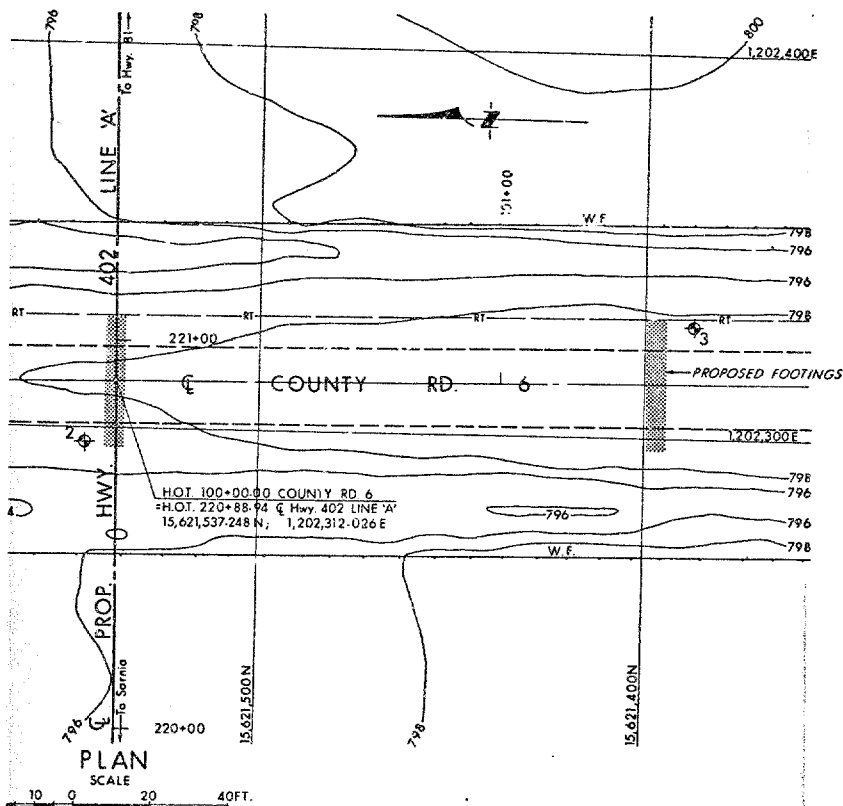 796
798
800
1,202,400E
To Hwy. 81
LINE 'A'
N
101+00
W.F.
798
796
402
796
RT
RT
RT
RT
798
221+00
3
℄ COUNTY RD. 6
PROPOSED FOOTINGS
2
1,202,300E
798
H.O.T. 100+00.00 COUNTY RD 6
=H.O.T. 220+88.94 ℄ Hwy. 402 LINE 'A'
15,621,537.248 N; 1,202,312.026 E
796
4
796
796
HWY.
W.F.
798
PROP.
15,621,500N
15,621,400N
To Sarnia
796
℄
220+00
798
PLAN
SCALE
10 0 20 40FT.